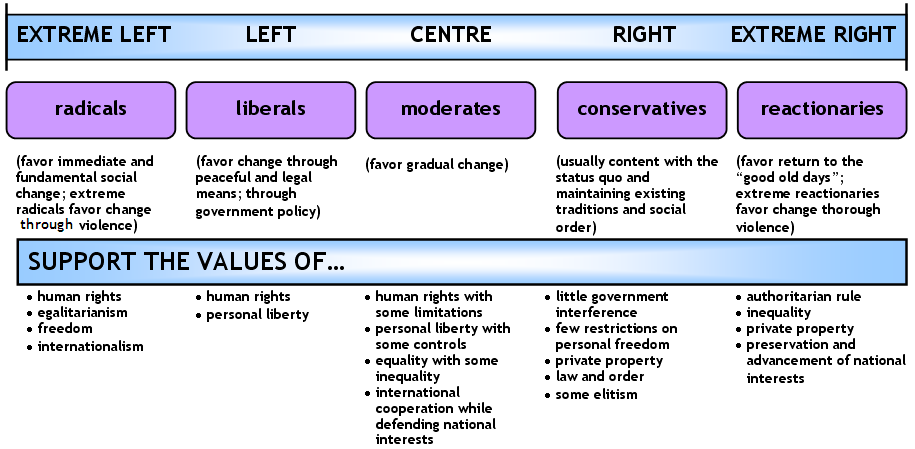 EXTREME LEFT
LEFT
CENTRE
RIGHT
EXTREME RIGHT
radicals
liberals
moderates
conservatives
reactionaries
(favor immediate and
fundamental social
change; extreme
radicals favor change
through violence)
(favor change through
peaceful and legal
means; through
government policy)
(favor gradual change)
(usually content with the
status quo and
maintaining existing
traditions and social
order)
(favor return to the
“good old days”;
extreme reactionaries
favor change thorough
violence)
SUPPORT THE VALUES OF…
• human rights
• egalitarianism
• freedom
• internationalism
• human rights
• personal liberty
• human rights with
some limitations
• personal liberty with
some controls
• equality with some
inequality
• international
cooperation while
defending national
interests
• little government
interference
• few restrictions on
personal freedom
• private property
• law and order
• some elitism
• authoritarian rule
• inequality
• private property
• preservation and
advancement of national
interests